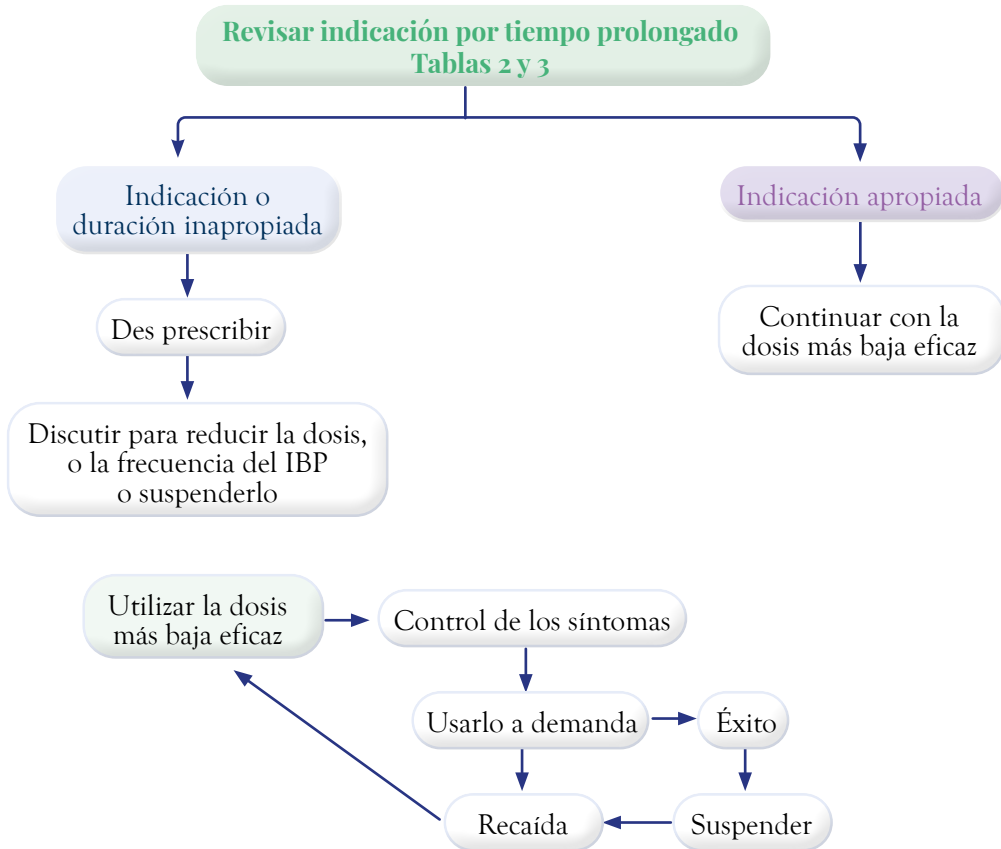 Revisar indicación por tiempo prolongado
Tablas 2 y 3
Indicación o
duración inapropiada
Indicación apropiada
Des prescribir
Continuar con la
dosis más baja eficaz
Discutir para reducir la dosis,
o la frecuencia del IBP
o suspenderlo
Utilizar la dosis
más baja eficaz
Control de los síntomas
Usarlo a demanda
Éxito
Recaída
Suspender